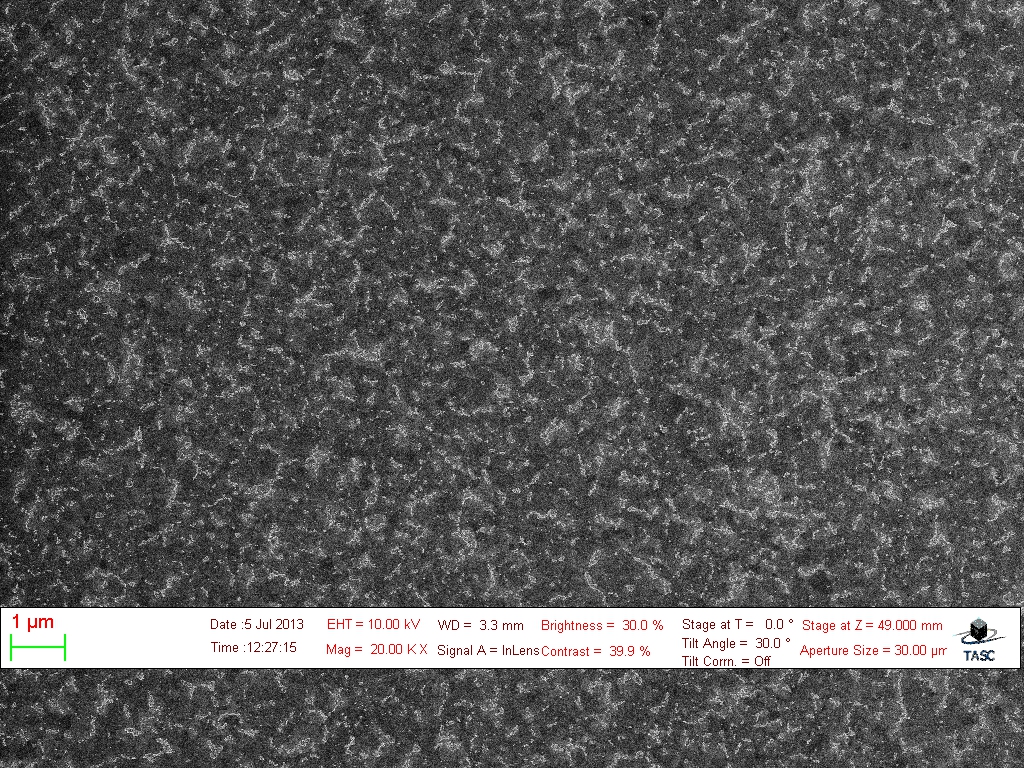 1 µm
Date :5 Jul 2013
Time :12:27:15
EHT = 10.00 kV
Mag = 20.00 K X
WD = 3.3 mm
Signal A = InLens
Brightness = 30.0 %
Contrast = 39.9 %
Stage at T = 0.0 °
Tilt Angle = 30.0 °
Tilt Corrn. = Off
Stage at Z = 49.000 mm
Aperture Size = 30.00 µm
TASC